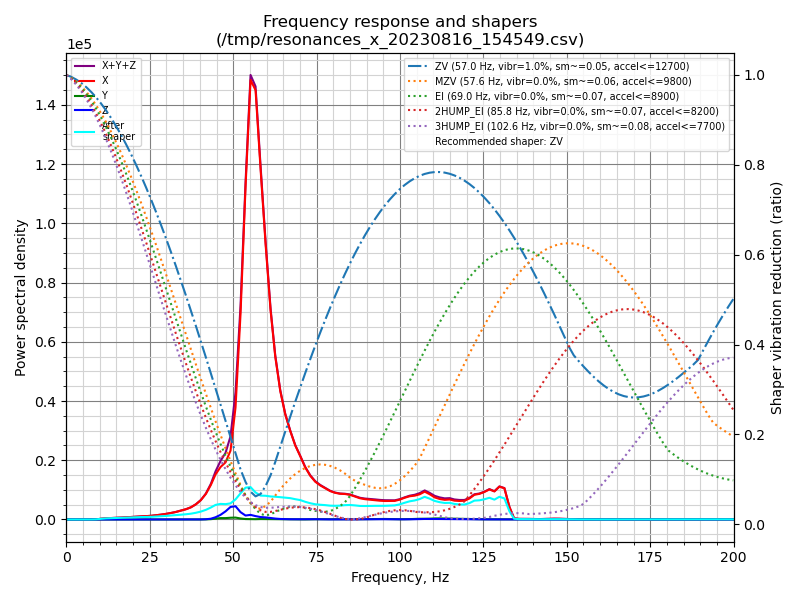 Frequency response and shapers
(/tmp/resonances_x_20230816_154549.csv)
1e5
X+Y+Z
X
Y
Z
After
shaper
ZV (57.0 Hz, vibr=1.0%, sm~=0.05, accel<=12700)
MZV (57.6 Hz, vibr=0.0%, sm~=0.06, accel<=9800)
EI (69.0 Hz, vibr=0.0%, sm~=0.07, accel<=8900)
2HUMP_EI (85.8 Hz, vibr=0.0%, sm~=0.07, accel<=8200)
3HUMP_EI (102.6 Hz, vibr=0.0%, sm~=0.08, accel<=7700)
Recommended shaper: ZV
1.4
1.2
1.0
0.8
0.6
0.4
0.2
0.0
Power spectral density
1.0
0.8
0.6
0.4
0.2
0.0
Shaper vibration reduction (ratio)
0 25 50 75 100 125 150 175 200
Frequency, Hz